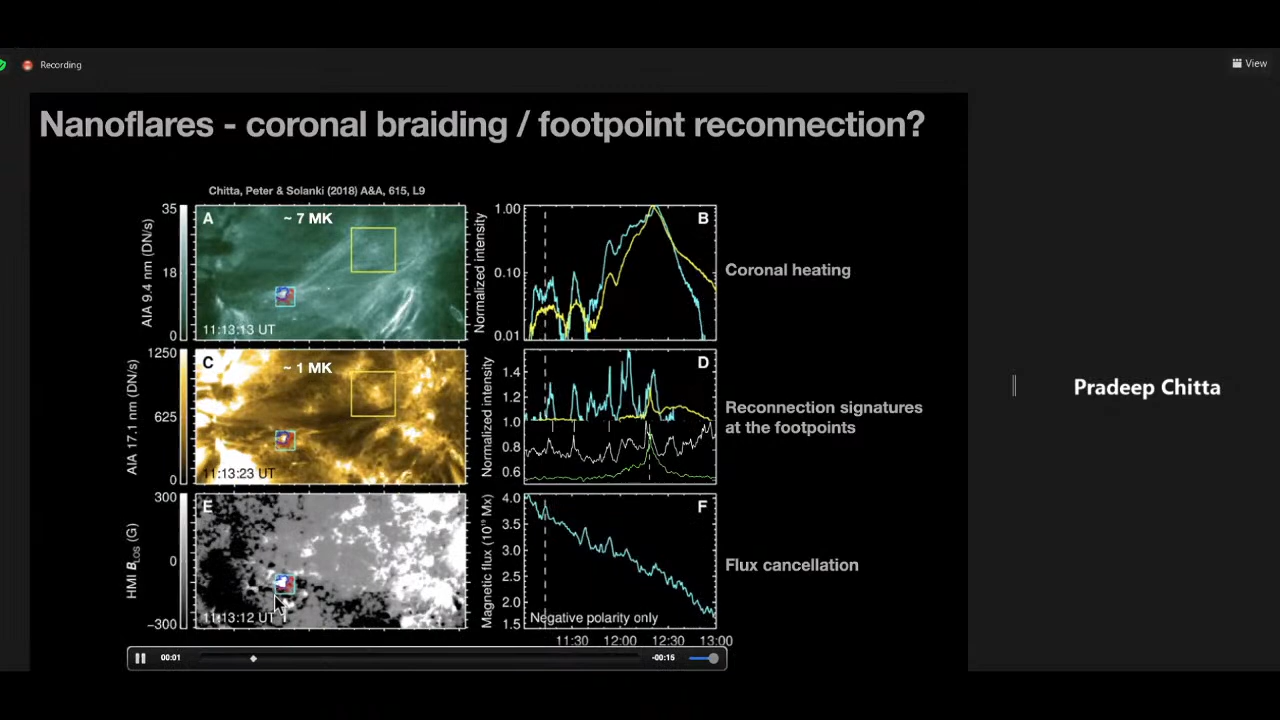 Recording
View
Nanoflares - coronal braiding / footpoint reconnection?
Chitta, Peter & Solanki (2018) A&A, 615, L9
35
18
0
AIA 9.4 nm (DN/s)
A
~ 7 MK
11:13:13 UT
Normalized intensity
1.00
0.10
0.01
B
Coronal heating
1250
625
0
AIA 17.1 nm (DN/s)
C
~ 1 MK
11:13:23 UT
Normalized intensity
1.4
1.2
1.0
0.8
0.6
D
Reconnection signatures
at the footpoints
300
0
−300
HMI BLOS (G)
E
11:13:12 UT
Magnetic flux (10¹⁹ Mx)
4.0
3.5
3.0
2.5
2.0
1.5
F
Negative polarity only
11:30 12:00 12:30 13:00
Flux cancellation
00:01
-00:15
Pradeep Chitta